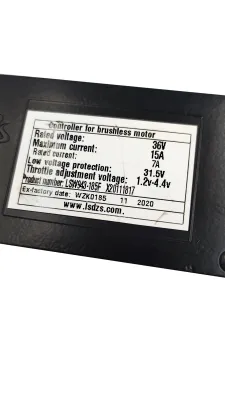 Controller for brushless motor
Rated voltage: 36V
Maximum current: 15A
Rated current: 7A
Low voltage protection: 31.5V
Throttle adjustment voltage: 1.2v-4.4v
Product number: LSW943-185F X20111817
Ex-factory date: WZK0185 11 2020
www.lsdzs.com.